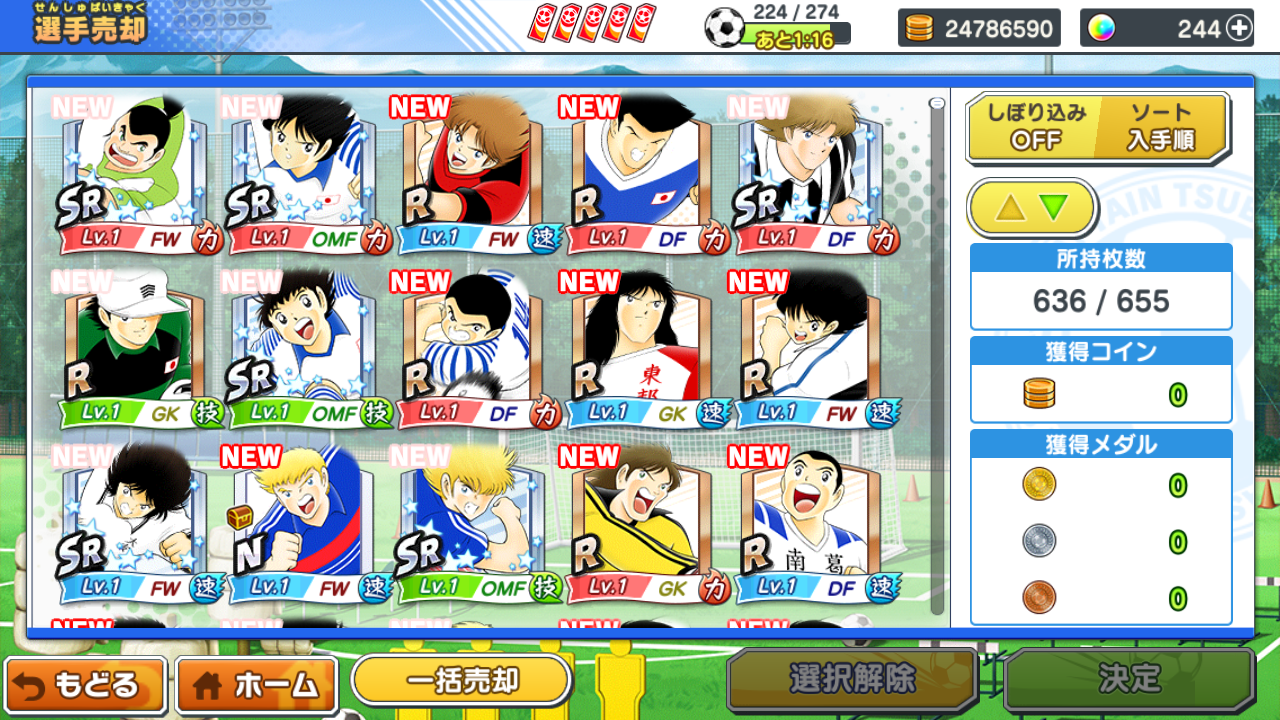 せんしゅばいきゃく
選手売却
224 / 274
あと1:16
24786590
244
しぼり込み OFF
ソート 入手順
NEW NEW NEW NEW NEW
SR SR R R SR
Lv.1 FW 力 Lv.1 OMF 力 Lv.1 FW 速 Lv.1 DF 力 Lv.1 DF 力
NEW NEW NEW NEW NEW
東
R SR R R R
Lv.1 GK 技 Lv.1 OMF 技 Lv.1 DF 力 Lv.1 GK 速 Lv.1 FW 速
NEW NEW NEW NEW NEW
南葛
SR N SR R R
Lv.1 FW 速 Lv.1 FW 速 Lv.1 OMF 技 Lv.1 GK 力 Lv.1 DF 速
NEW NEW NEW NEW
所持枚数
636 / 655
獲得コイン
0
獲得メダル
0
0
0
もどる
ホーム
一括売却
選択解除
決定